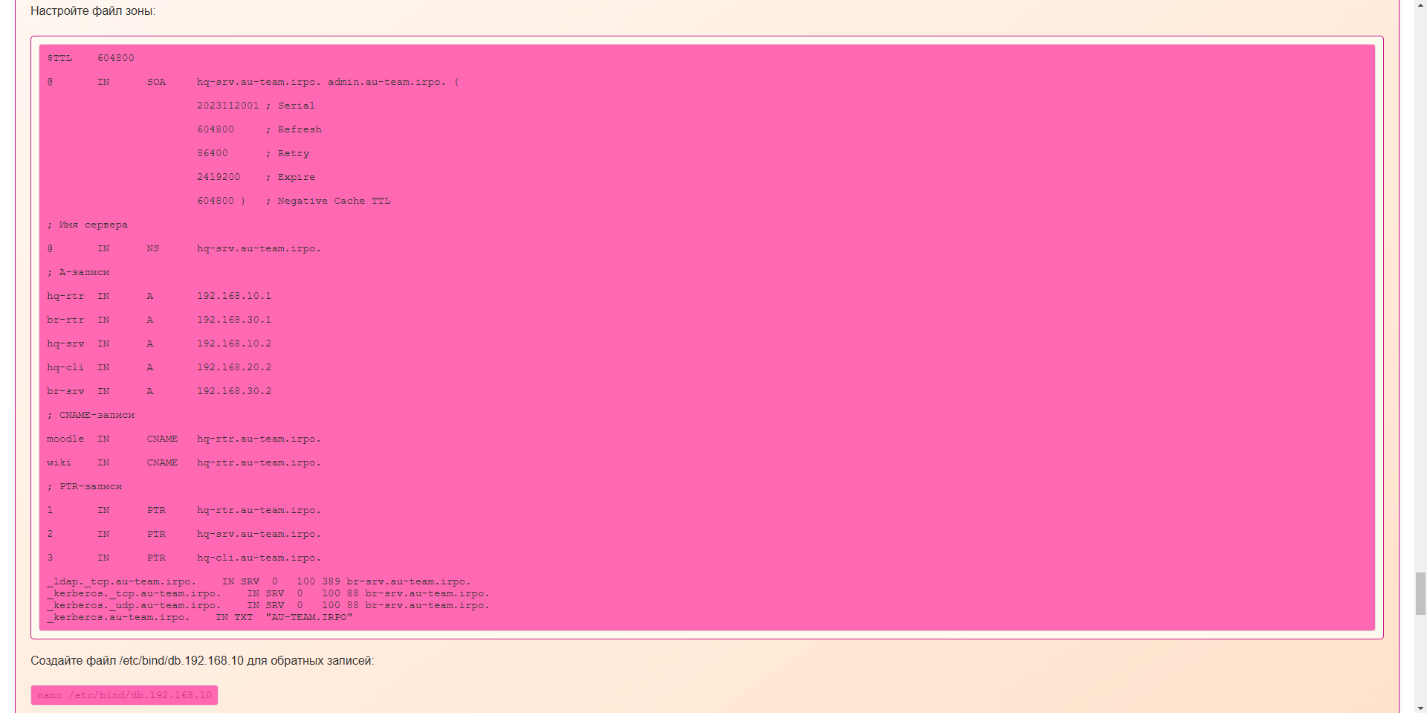 Настройте файл зоны:
$TTL    604800
@       IN      SOA     hq-srv.au-team.irpo. admin.au-team.irpo. (
                        2023112001 ; Serial
                        604800     ; Refresh
                        86400      ; Retry
                        2419200    ; Expire
                        604800 )   ; Negative Cache TTL
; Имя сервера
@       IN      NS      hq-srv.au-team.irpo.
; A-записи
hq-rtr  IN      A       192.168.10.1
br-rtr  IN      A       192.168.30.1
hq-srv  IN      A       192.168.10.2
hq-cli  IN      A       192.168.20.2
br-srv  IN      A       192.168.30.2
; CNAME-записи
moodle  IN      CNAME   hq-rtr.au-team.irpo.
wiki    IN      CNAME   hq-rtr.au-team.irpo.
; PTR-записи
1       IN      PTR     hq-rtr.au-team.irpo.
2       IN      PTR     hq-srv.au-team.irpo.
3       IN      PTR     hq-cli.au-team.irpo.
_ldap._tcp.au-team.irpo.    IN SRV  0   100 389 br-srv.au-team.irpo.
_kerberos._tcp.au-team.irpo.    IN SRV  0   100 88 br-srv.au-team.irpo.
_kerberos._udp.au-team.irpo.    IN SRV  0   100 88 br-srv.au-team.irpo.
_kerberos.au-team.irpo.    IN TXT  "AU-TEAM.IRPO"
Создайте файл /etc/bind/db.192.168.10 для обратных записей:
nano /etc/bind/db.192.168.10